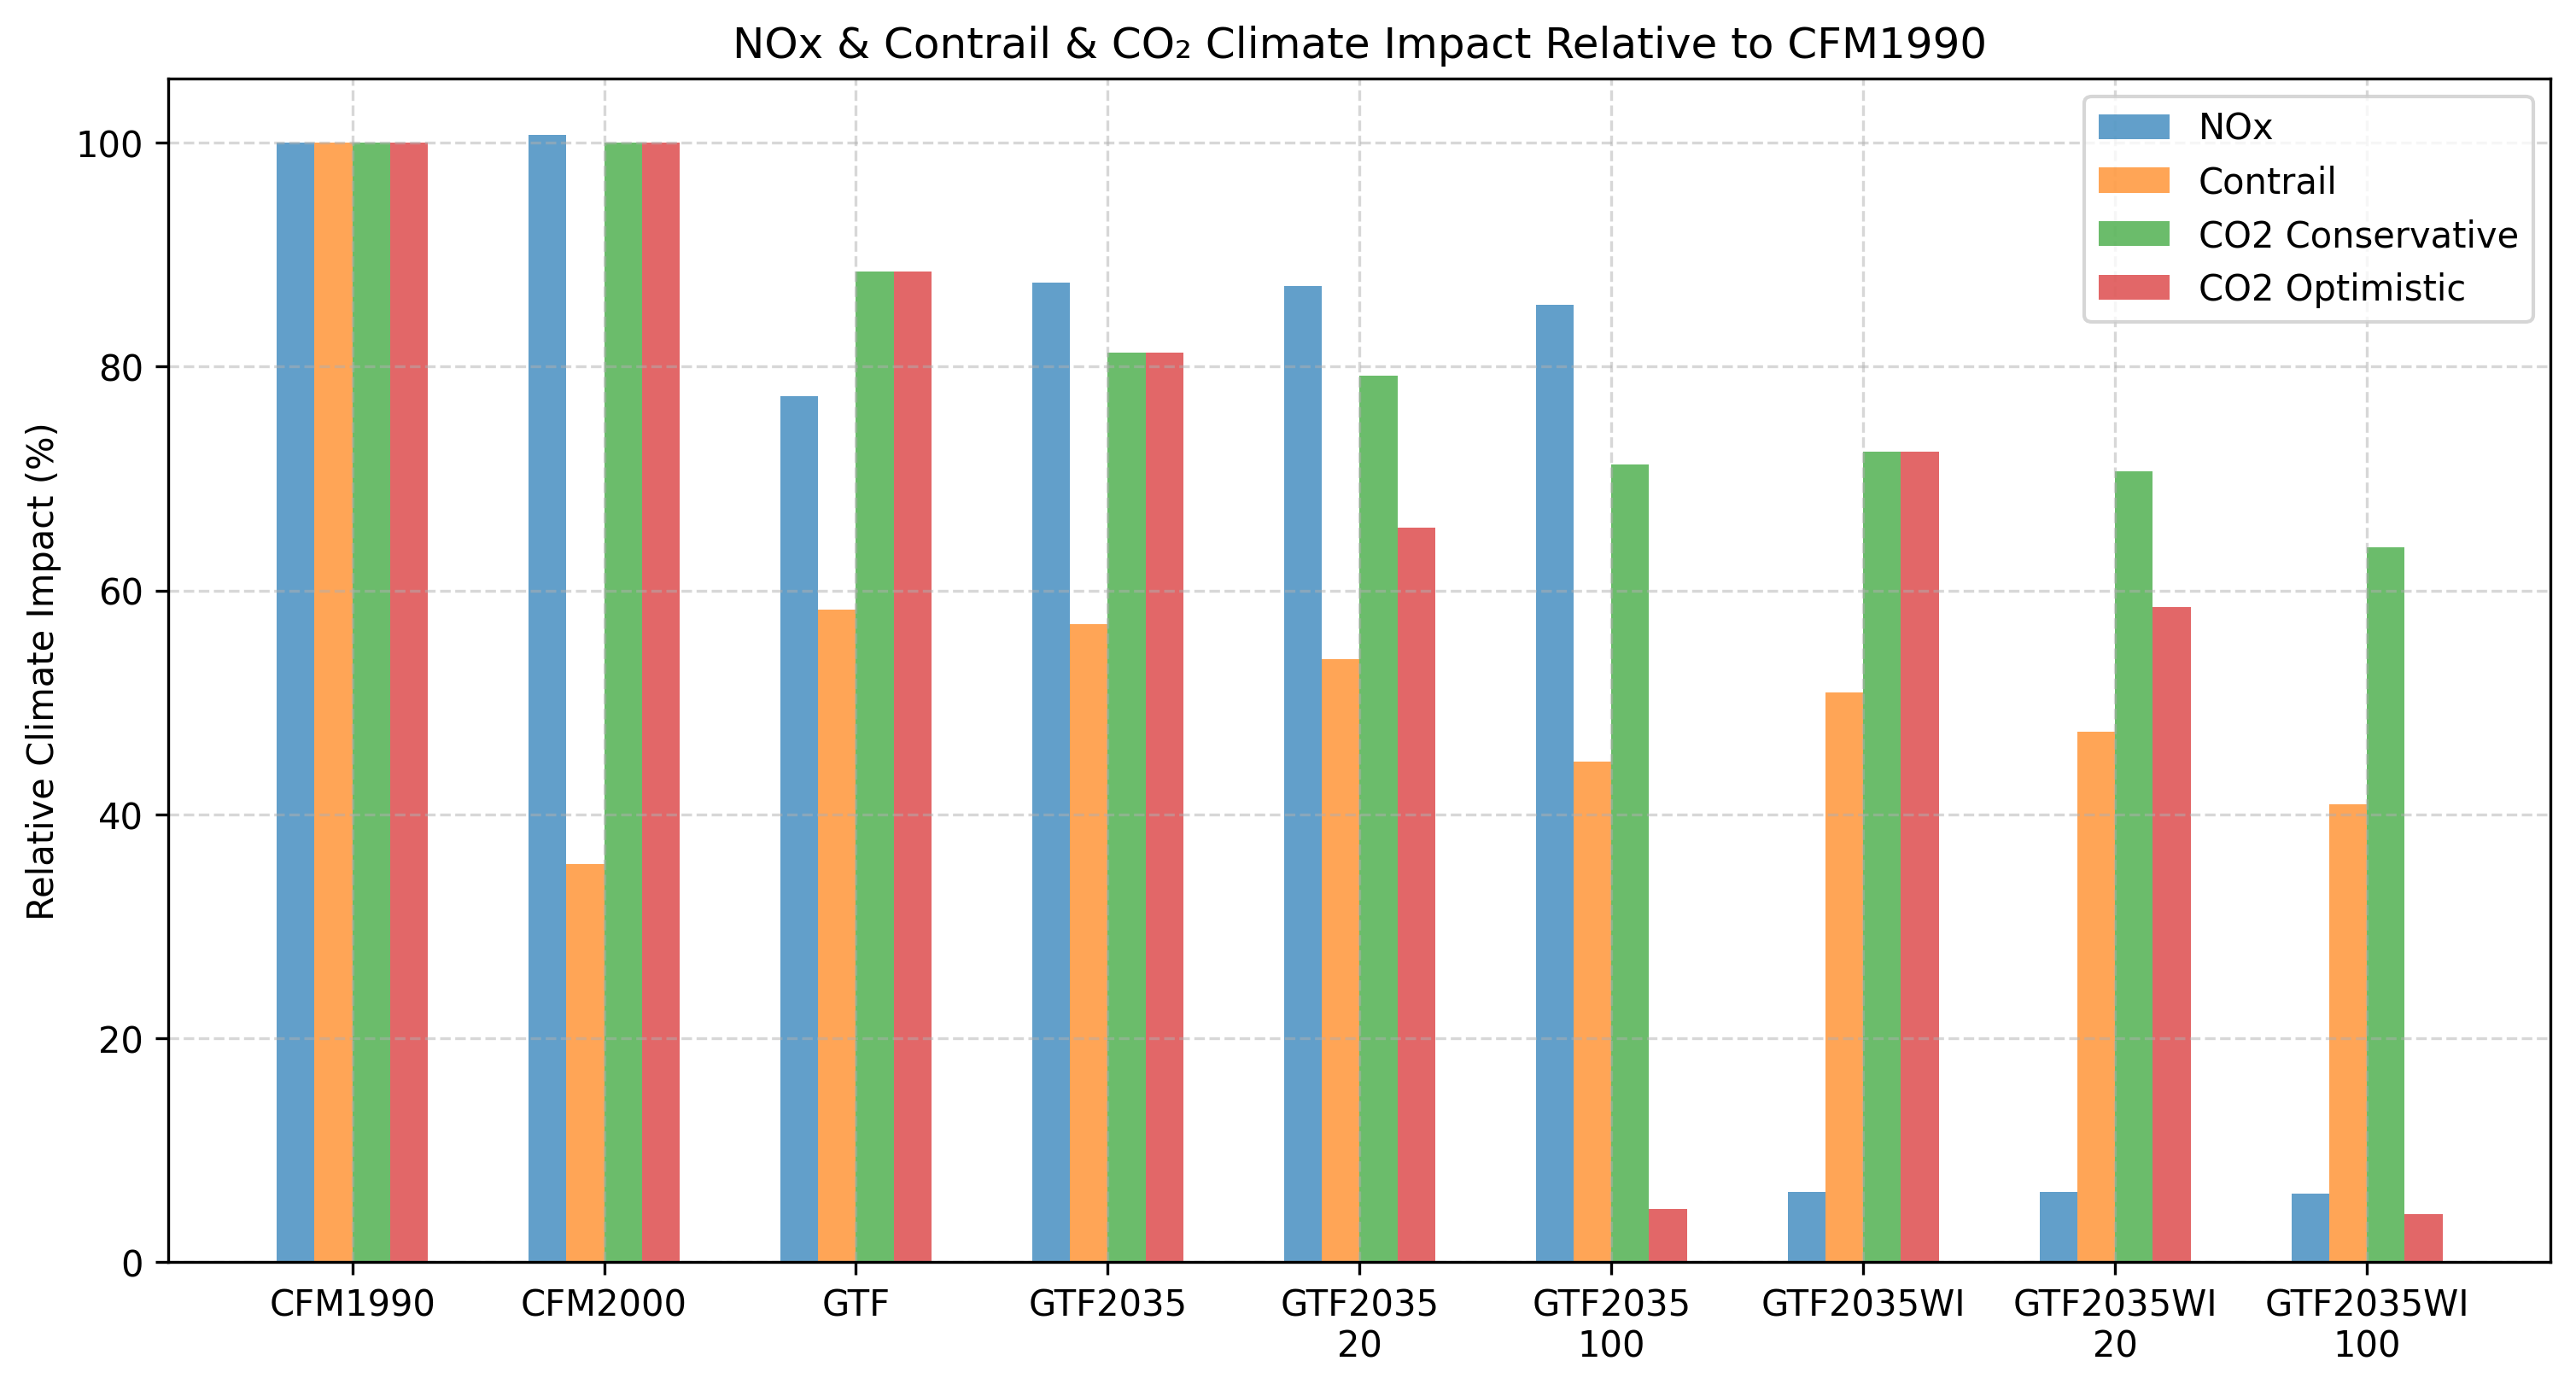 NOx & Contrail & CO₂ Climate Impact Relative to CFM1990
Relative Climate Impact (%)
100
80
60
40
20
0
NOx
Contrail
CO2 Conservative
CO2 Optimistic
CFM1990
CFM2000
GTF
GTF2035
GTF2035
20
GTF2035
100
GTF2035WI
GTF2035WI
20
GTF2035WI
100